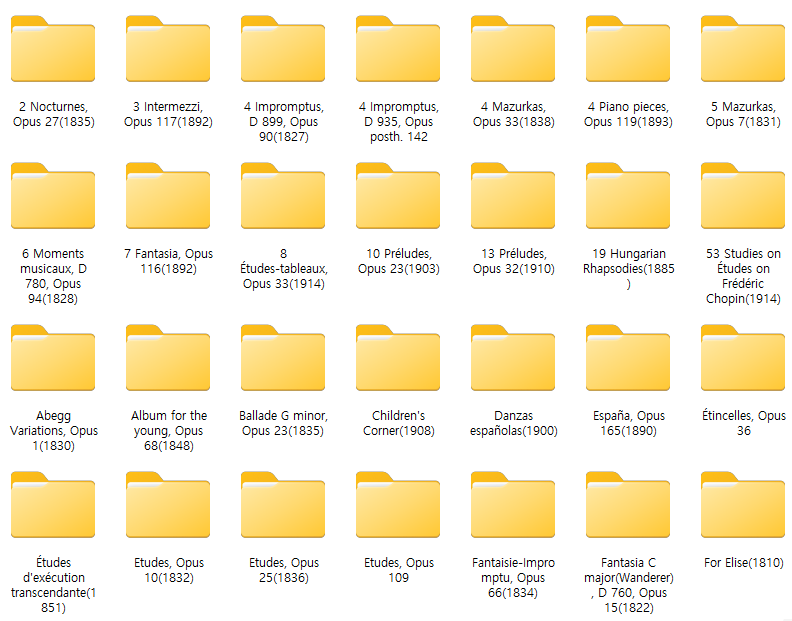 2 Nocturnes,
Opus 27(1835)
3 Intermezzi,
Opus 117(1892)
4 Impromptus,
D 899, Opus
90(1827)
4 Impromptus,
D 935, Opus
posth. 142
4 Mazurkas,
Opus 33(1838)
4 Piano pieces,
Opus 119(1893)
5 Mazurkas,
Opus 7(1831)
6 Moments
musicaux, D
780, Opus
94(1828)
7 Fantasia, Opus
116(1892)
8
Études-tableaux,
Opus 33(1914)
10 Préludes,
Opus 23(1903)
13 Préludes,
Opus 32(1910)
19 Hungarian
Rhapsodies(1885
)
53 Studies on
Études on
Frédéric
Chopin(1914)
Abegg
Variations, Opus
1(1830)
Album for the
young, Opus
68(1848)
Ballade G minor,
Opus 23(1835)
Children's
Corner(1908)
Danzas
españolas(1900)
España, Opus
165(1890)
Étincelles, Opus
36
Études
d'exécution
transcendante(1
851)
Etudes, Opus
10(1832)
Etudes, Opus
25(1836)
Etudes, Opus
109
Fantaisie-Impro
mptu, Opus
66(1834)
Fantasia C
major(Wanderer)
, D 760, Opus
15(1822)
For Elise(1810)